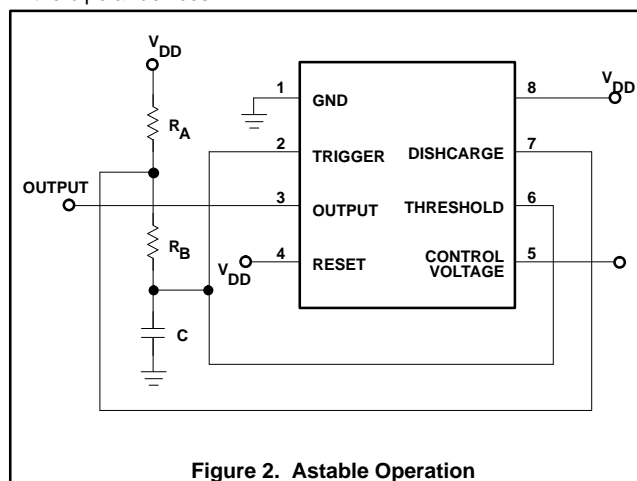 V
DD
V
DD
1
GND
8
R
A
2
TRIGGER
DISHCARGE
7
OUTPUT
3
OUTPUT
THRESHOLD
6
R
B
V
DD
4
RESET
CONTROL
VOLTAGE
5
C
Figure 2. Astable Operation